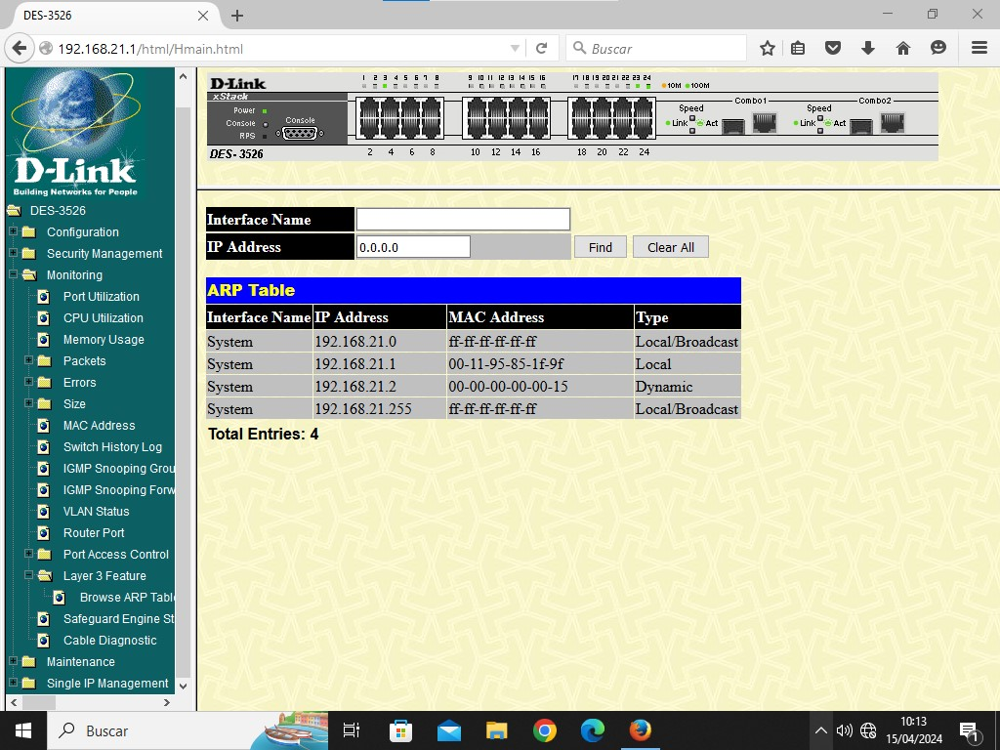 DES-3526
192.168.21.1/html/Hmain.html
Buscar
D-Link
Building Networks for People
DES-3526
Configuration
Security Management
Monitoring
Port Utilization
CPU Utilization
Memory Usage
Packets
Errors
Size
MAC Address
Switch History Log
IGMP Snooping Grou
IGMP Snooping Forw
VLAN Status
Router Port
Port Access Control
Layer 3 Feature
Browse ARP Table
Safeguard Engine St
Cable Diagnostic
Maintenance
Single IP Management
D-Link
xStack
Power
Console
RPS
Console
DES-3526
1 2 3 4 5 6 7 8
9 10 11 12 13 14 15 16
17 18 19 20 21 22 23 24
10M 100M
2 4 6 8
10 12 14 16
18 20 22 24
Combo1
Speed
Link Act
Combo2
Speed
Link Act
Interface Name
IP Address 0.0.0.0 Find Clear All
ARP Table
Interface Name IP Address MAC Address Type
System 192.168.21.0 ff-ff-ff-ff-ff-ff Local/Broadcast
System 192.168.21.1 00-11-95-85-1f-9f Local
System 192.168.21.2 00-00-00-00-00-15 Dynamic
System 192.168.21.255 ff-ff-ff-ff-ff-ff Local/Broadcast
Total Entries: 4
Buscar
10:13
15/04/2024
1